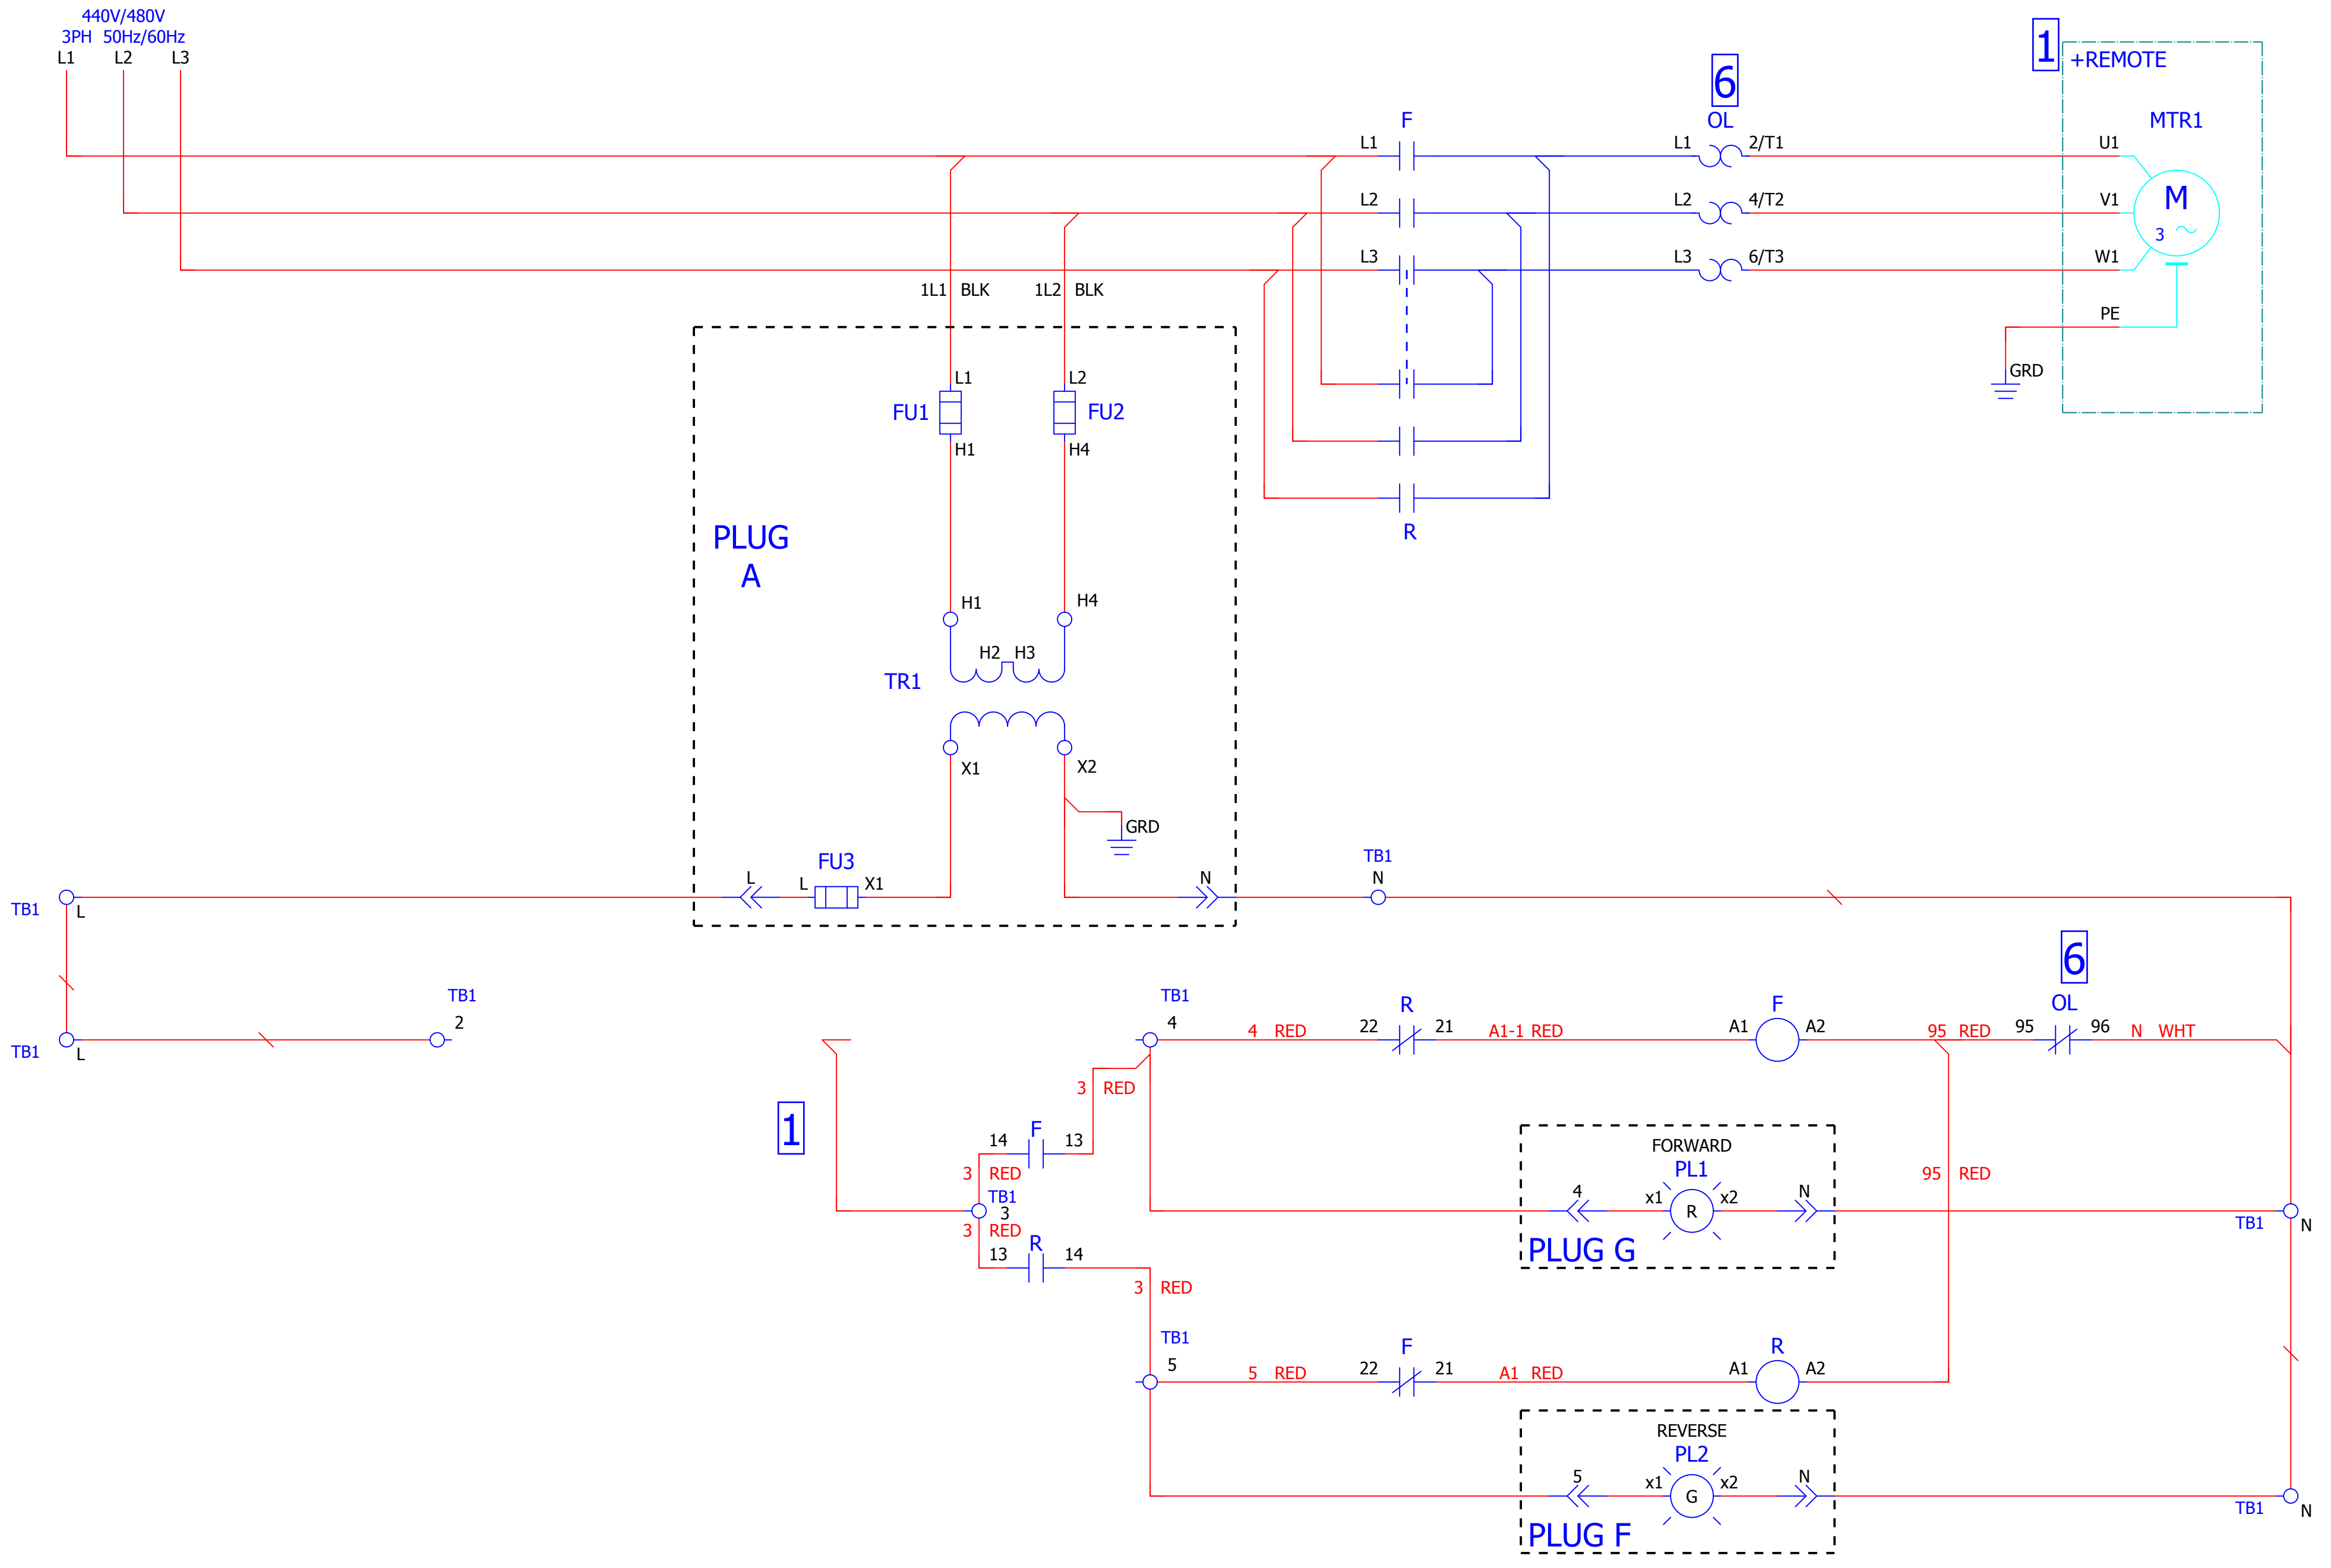 440V/480V
3PH 50Hz/60Hz
L1 L2 L3
1
+REMOTE
6
OL
F
MTR1
L1
L1
2/T1
U1
L2
L2
4/T2
V1
M
3
L3
L3
6/T3
W1
1L1 BLK
1L2 BLK
PE
GRD
L1
L2
FU1
FU2
H1
H4
R
PLUG
A
H1
H4
H2 H3
TR1
X1
X2
GRD
FU3
L
L
X1
N
TB1
N
TB1
L
6
TB1
2
TB1
L
TB1
4
4 RED
R
22
21
A1-1 RED
F
A1
A2
95 RED
OL
95
96
N WHT
3 RED
1
F
14
13
3 RED
TB1
3
3 RED
R
13
14
FORWARD
PL1
4
x1
R
x2
N
PLUG G
95 RED
TB1
N
3 RED
TB1
5
5 RED
F
22
21
A1 RED
R
A1
A2
REVERSE
PL2
5
x1
G
x2
N
PLUG F
TB1
N